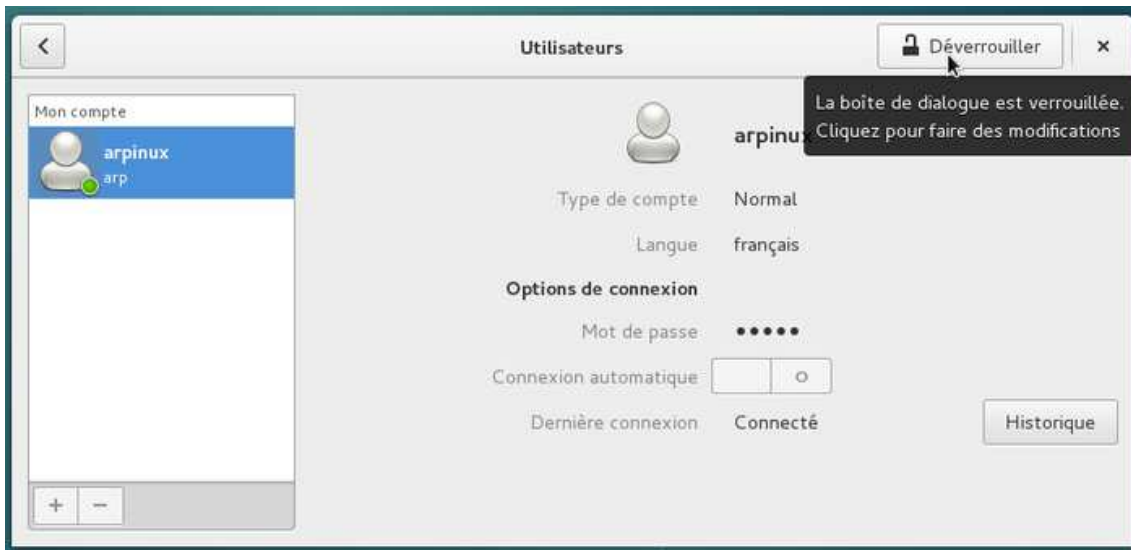 Utilisateurs
Déverrouiller
La boîte de dialogue est verrouillée.
Cliquez pour faire des modifications
Mon compte
arpinux
arp
arpinux
Type de compte Normal
Langue français
Options de connexion
Mot de passe •••••
Connexion automatique
Dernière connexion Connecté
Historique